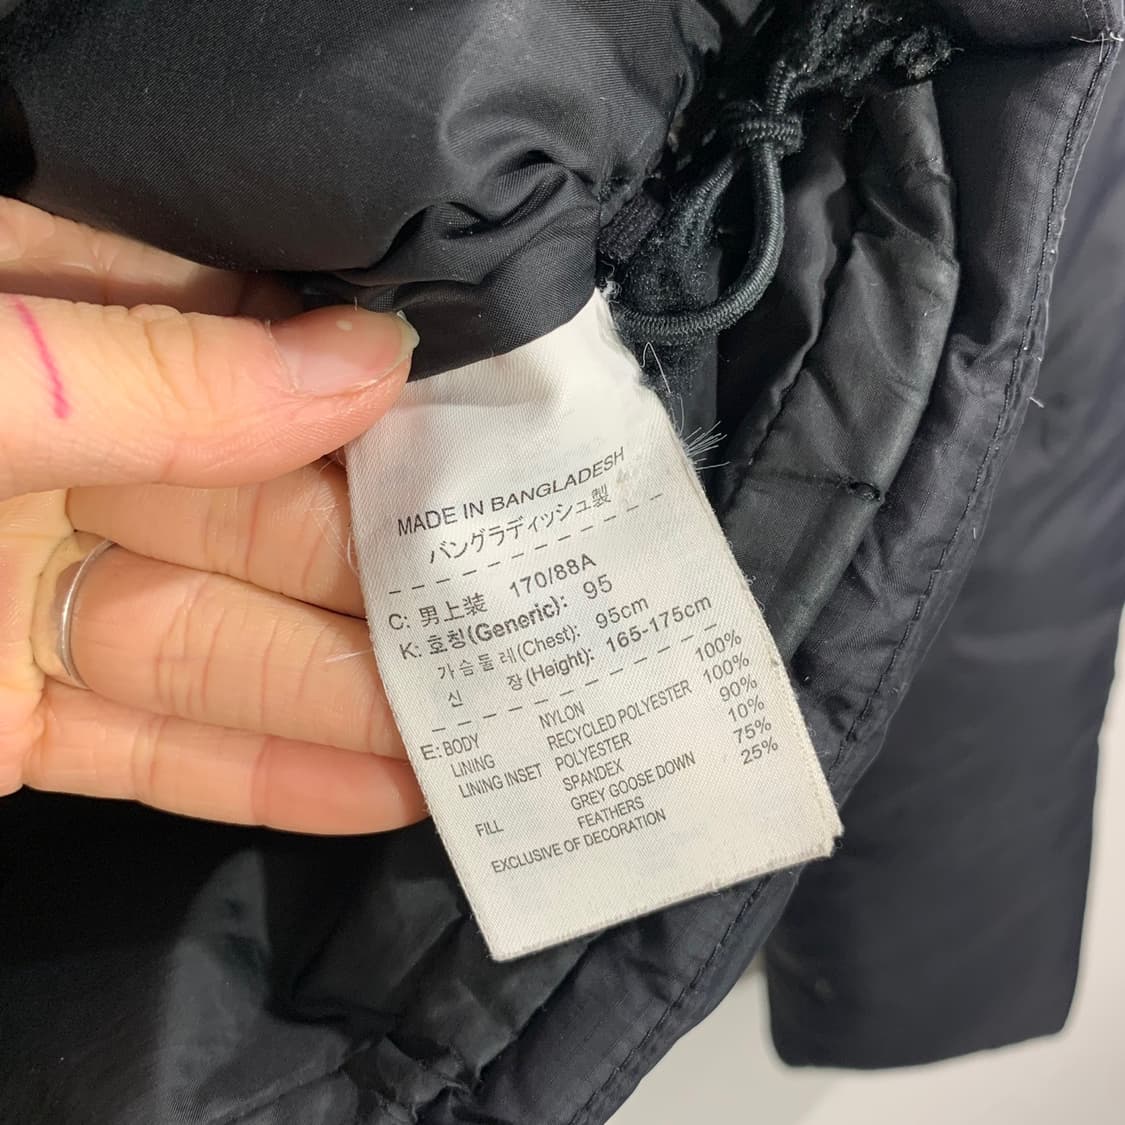 MADE IN BANGLADESH
バングラディッシュ製
C: 男上装 170/88A
K: 호칭(Generic): 95
가슴둘레(Chest): 95cm
신 장(Height): 165-175cm
E: BODY NYLON 100%
LINING RECYCLED POLYESTER 100%
LINING INSET POLYESTER 90%
SPANDEX 10%
FILL GREY GOOSE DOWN 75%
FEATHERS 25%
EXCLUSIVE OF DECORATION